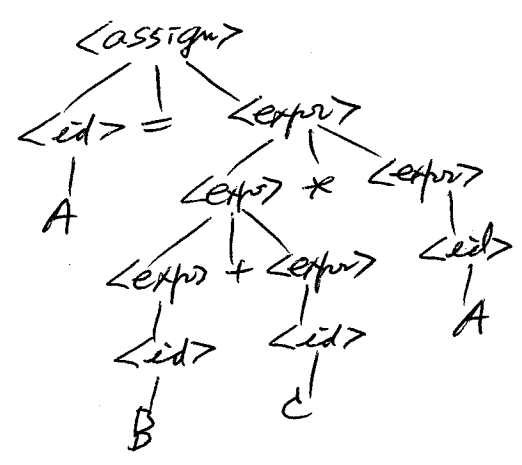 <assign>
<id> = <expr>
A <expr> * <expr>
<expr> + <expr> <id>
<id> <id> A
B C